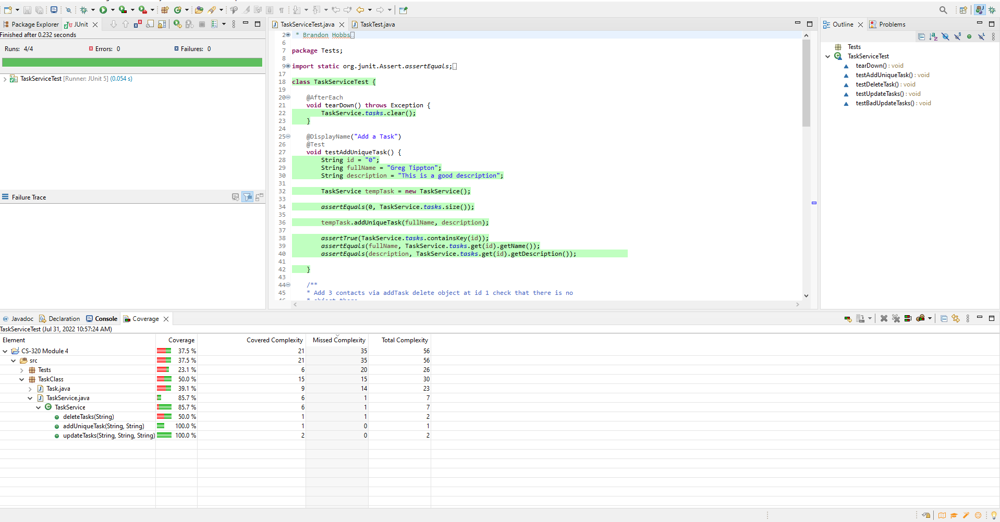 Package Explorer
JUnit
Finished after 0.232 seconds
Runs: 4/4
Errors: 0
Failures: 0
TaskServiceTest [Runner: JUnit 5] (0.054 s)
Failure Trace
TaskServiceTest.java
TaskTest.java
2 * Brandon Hobbs
6
7 package Tests;
8
9 import static org.junit.Assert.assertEquals;
17
18 class TaskServiceTest {
19
20 @AfterEach
21 void tearDown() throws Exception {
22 TaskService.tasks.clear();
23 }
24
25 @DisplayName("Add a Task")
26 @Test
27 void testAddUniqueTask() {
28 String id = "0";
29 String fullName = "Greg Tippton";
30 String description = "This is a good description";
31
32 TaskService tempTask = new TaskService();
33
34 assertEquals(0, TaskService.tasks.size());
35
36 tempTask.addUniqueTask(fullName, description);
37
38 assertTrue(TaskService.tasks.containsKey(id));
39 assertEquals(fullName, TaskService.tasks.get(id).getName());
40 assertEquals(description, TaskService.tasks.get(id).getDescription());
41
42 }
43
44 /**
45 * Add 3 contacts via addTask delete object at id 1 check that there is no
Outline
Problems
Tests
TaskServiceTest
tearDown() : void
testAddUniqueTask() : void
testDeleteTask() : void
testUpdateTasks() : void
testBadUpdateTasks() : void
@ Javadoc
Declaration
Console
Coverage
TaskServiceTest (Jul 31, 2022 10:57:24 AM)
Element Coverage Covered Complexity Missed Complexity Total Complexity
CS-320 Module 4 37.5 % 21 35 56
src 37.5 % 21 35 56
Tests 23.1 % 6 20 26
TaskClass 50.0 % 15 15 30
Task.java 39.1 % 9 14 23
TaskService.java 85.7 % 6 1 7
TaskService 85.7 % 6 1 7
deleteTasks(String) 50.0 % 1 1 2
addUniqueTask(String, String) 100.0 % 1 0 1
updateTasks(String, String, String) 100.0 % 2 0 2